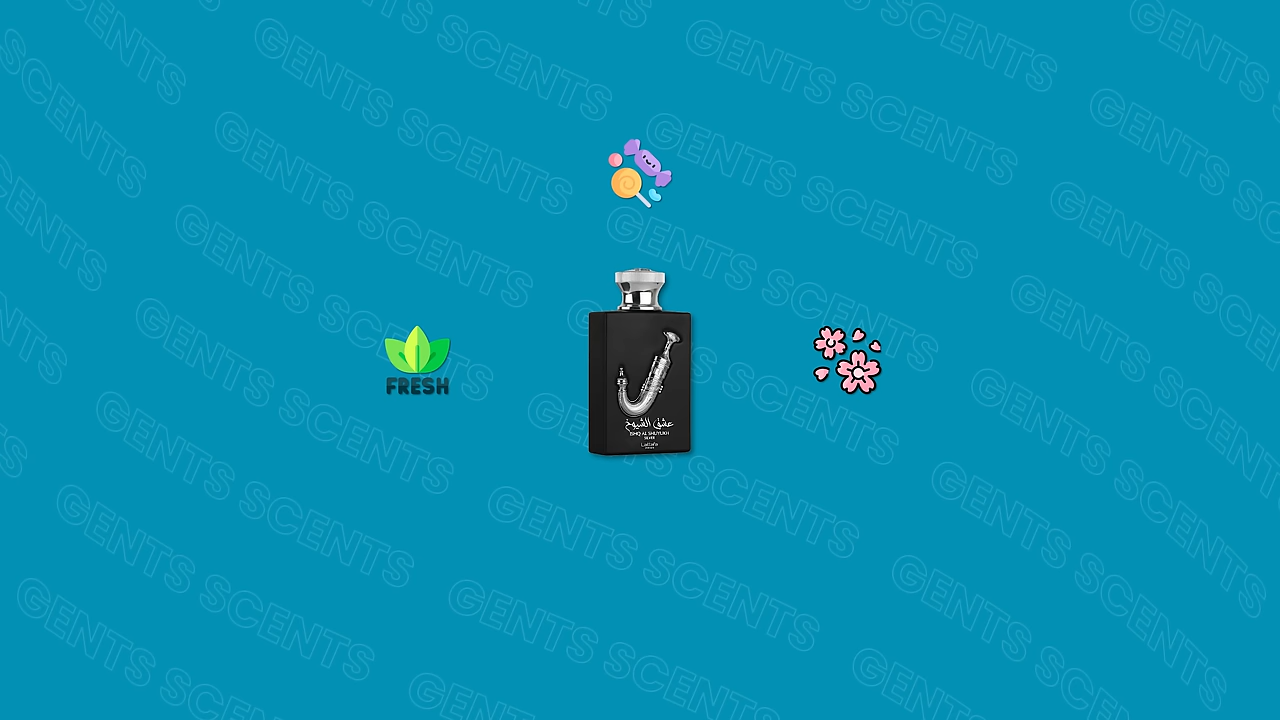 FRESH
عشق الشيوخ
ISHQ AL SHUYUKH
SILVER
Lattafa
GENTS SCENTS